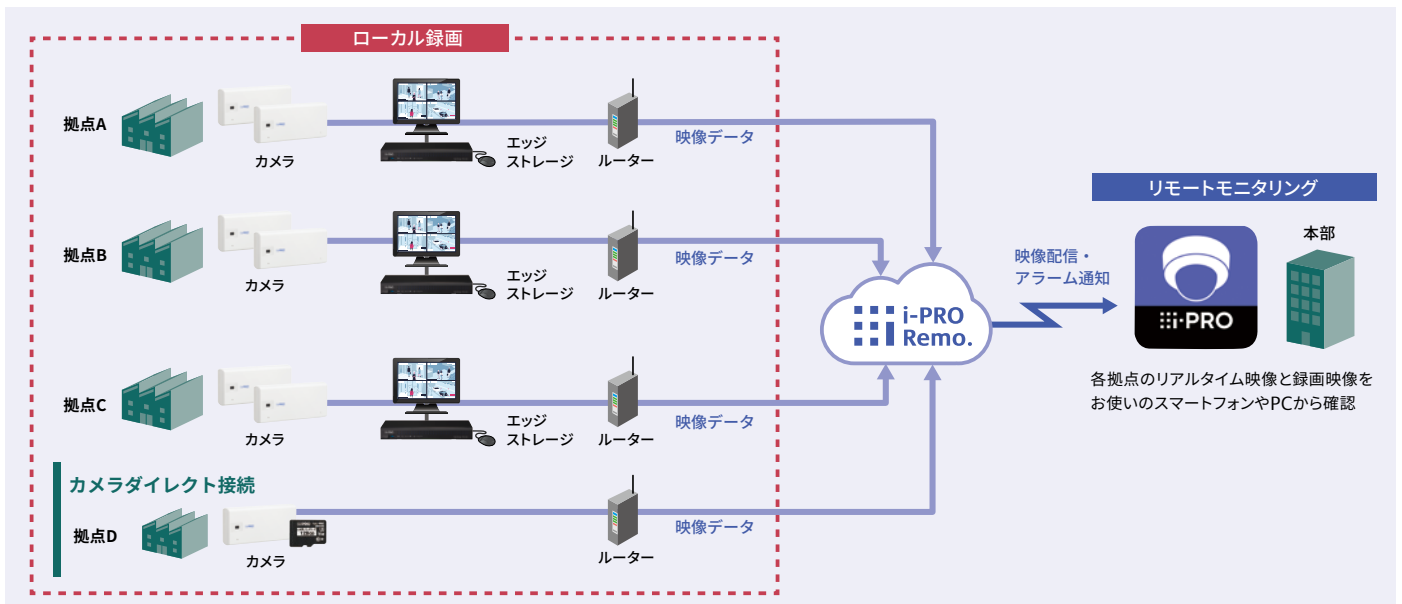 ローカル録画
拠点A
カメラ
エッジ
ストレージ
ルーター
映像データ
拠点B
カメラ
エッジ
ストレージ
ルーター
映像データ
拠点C
カメラ
エッジ
ストレージ
ルーター
映像データ
カメラダイレクト接続
拠点D
カメラ
ルーター
映像データ
i-PRO
Remo.
映像配信・
アラーム通知
リモートモニタリング
i-PRO
本部
各拠点のリアルタイム映像と録画映像を
お使いのスマートフォンやPCから確認